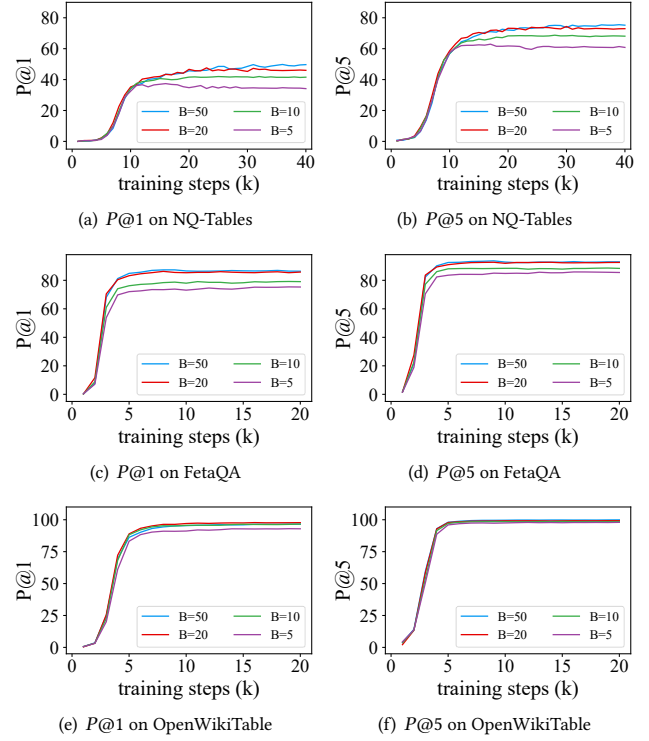 80
60
40
20
0
P@1
0 10 20 30 40
training steps (k)
B=50 B=10
B=20 B=5
(a) P@1 on NQ-Tables
80
60
40
20
0
P@5
0 10 20 30 40
training steps (k)
B=50 B=10
B=20 B=5
(b) P@5 on NQ-Tables
80
60
40
20
0
P@1
0 5 10 15 20
training steps (k)
B=50 B=10
B=20 B=5
(c) P@1 on FetaQA
80
60
40
20
0
P@5
0 5 10 15 20
training steps (k)
B=50 B=10
B=20 B=5
(d) P@5 on FetaQA
100
75
50
25
0
P@1
0 5 10 15 20
training steps (k)
B=50 B=10
B=20 B=5
(e) P@1 on OpenWikiTable
100
75
50
25
0
P@5
0 5 10 15 20
training steps (k)
B=50 B=10
B=20 B=5
(f) P@5 on OpenWikiTable